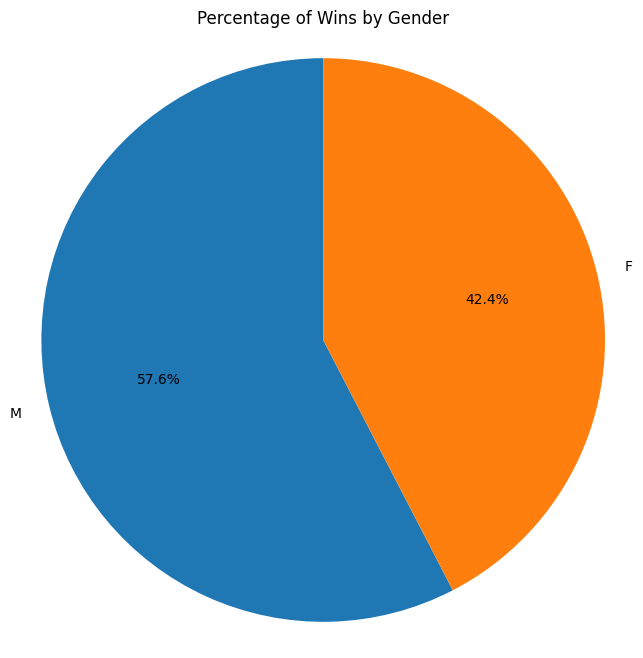 Percentage of Wins by Gender
F
42.4%
57.6%
M